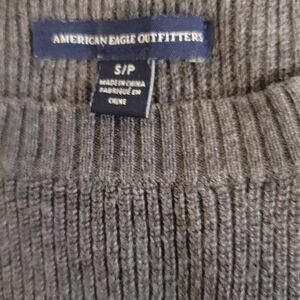 AMERICAN EAGLE OUTFITTERS
S/P
MADE IN CHINA
FABRIQUÉ EN
CHINE